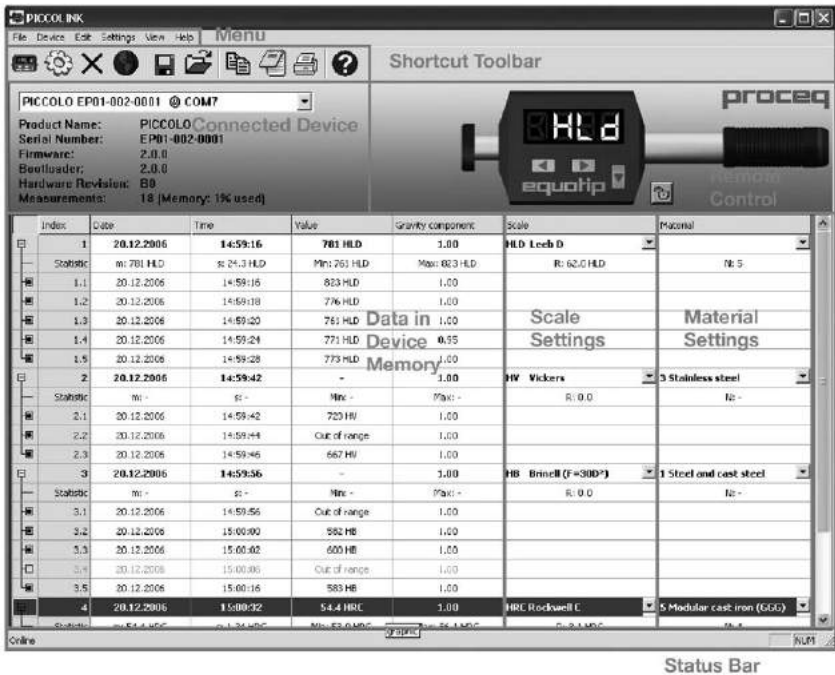 PICCOLINK
File Device Edit Settings View Help Menu
Shortcut Toolbar
PICCOLO EP01-002-0001 @ COM7
proceq
Product Name: PICCOLO
Connected Device
Serial Number: EP01-002-0001
Firmware: 2.0.0
Bootloader: 2.0.0
Hardware Revision: B0
Measurements: 18 (Memory: 1% used)
HLd
equotip
Remote
Control
Index Date Time Value Gravity component Scale Material
1 20.12.2006 14:59:16 781 HLD 1.00 HLD Leeb D
Statistic m: 781 HLD s: 24.3 HLD Min: 761 HLD Max: 823 HLD R: 62.0 HLD N: 5
1.1 20.12.2006 14:59:16 823 HLD 1.00
1.2 20.12.2006 14:59:18 776 HLD 1.00
1.3 20.12.2006 14:59:20 761 HLD 1.00
1.4 20.12.2006 14:59:24 771 HLD 0.95
1.5 20.12.2006 14:59:28 773 HLD 1.00
Data in
Device
Memory
Scale
Settings
Material
Settings
2 20.12.2006 14:59:42 - 1.00 HV Vickers 3 Stainless steel
Statistic m: - s: - Min: - Max: - R: 0.0 N: -
2.1 20.12.2006 14:59:42 723 HV 1.00
2.2 20.12.2006 14:59:44 Out of range 1.00
2.3 20.12.2006 14:59:46 667 HV 1.00
3 20.12.2006 14:59:56 - 1.00 HB Brinell (F=30D²) 1 Steel and cast steel
Statistic m: - s: - Min: - Max: - R: 0.0 N: -
3.1 20.12.2006 14:59:56 Out of range 1.00
3.2 20.12.2006 15:00:00 582 HB 1.00
3.3 20.12.2006 15:00:02 600 HB 1.00
3.4 20.12.2006 15:00:06 Out of range 1.00
3.5 20.12.2006 15:00:16 583 HB 1.00
4 20.12.2006 15:00:32 54.4 HRC 1.00 HRC Rockwell C 5 Modular cast iron (GGG)
Statistic
graphic
Online NUM
Status Bar